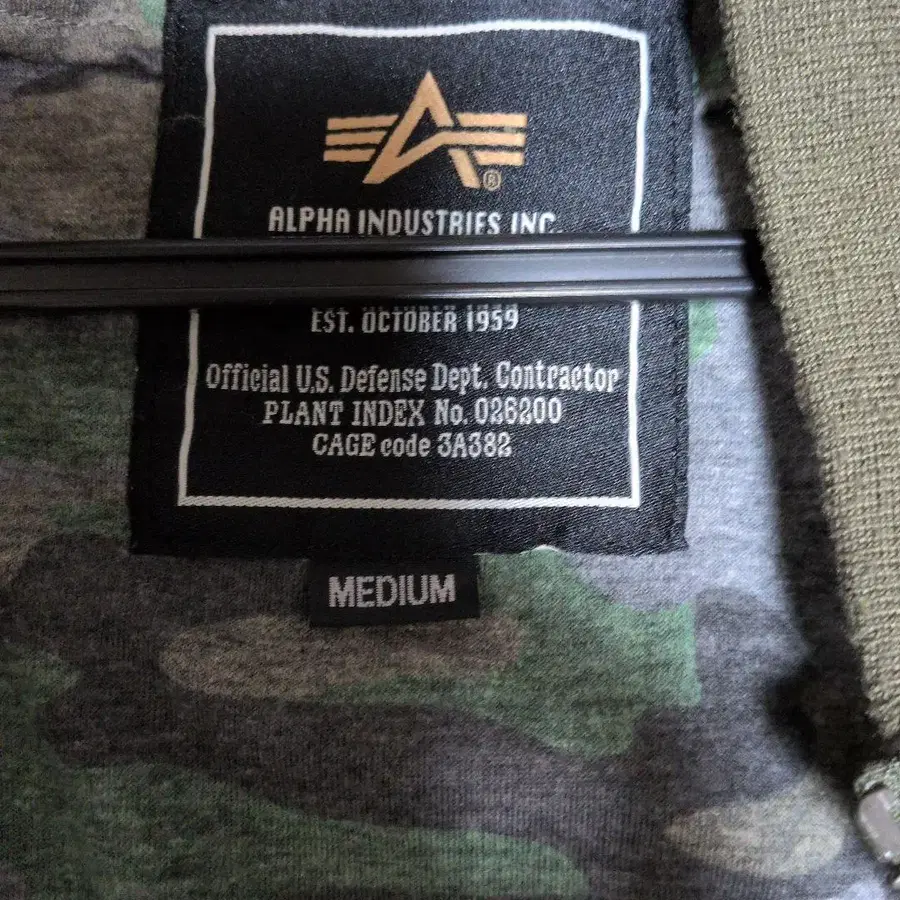 ®
ALPHA INDUSTRIES INC.
EST. OCTOBER 1959
Official U.S. Defense Dept. Contractor
PLANT INDEX No. 026200
CAGE code 3A382
MEDIUM